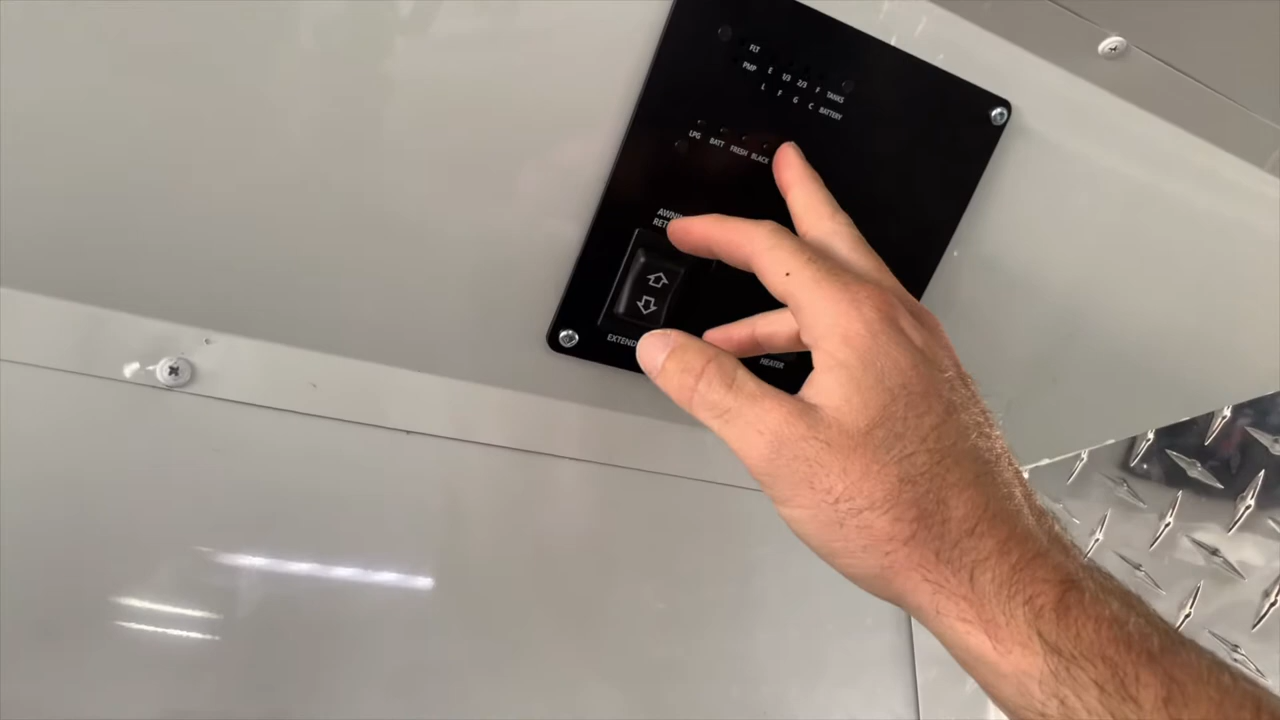 FLT
PMP E 1/3 2/3 F TANKS
L F G C BATTERY
LPG BATT FRESH BLACK
EXTEND
HEATER